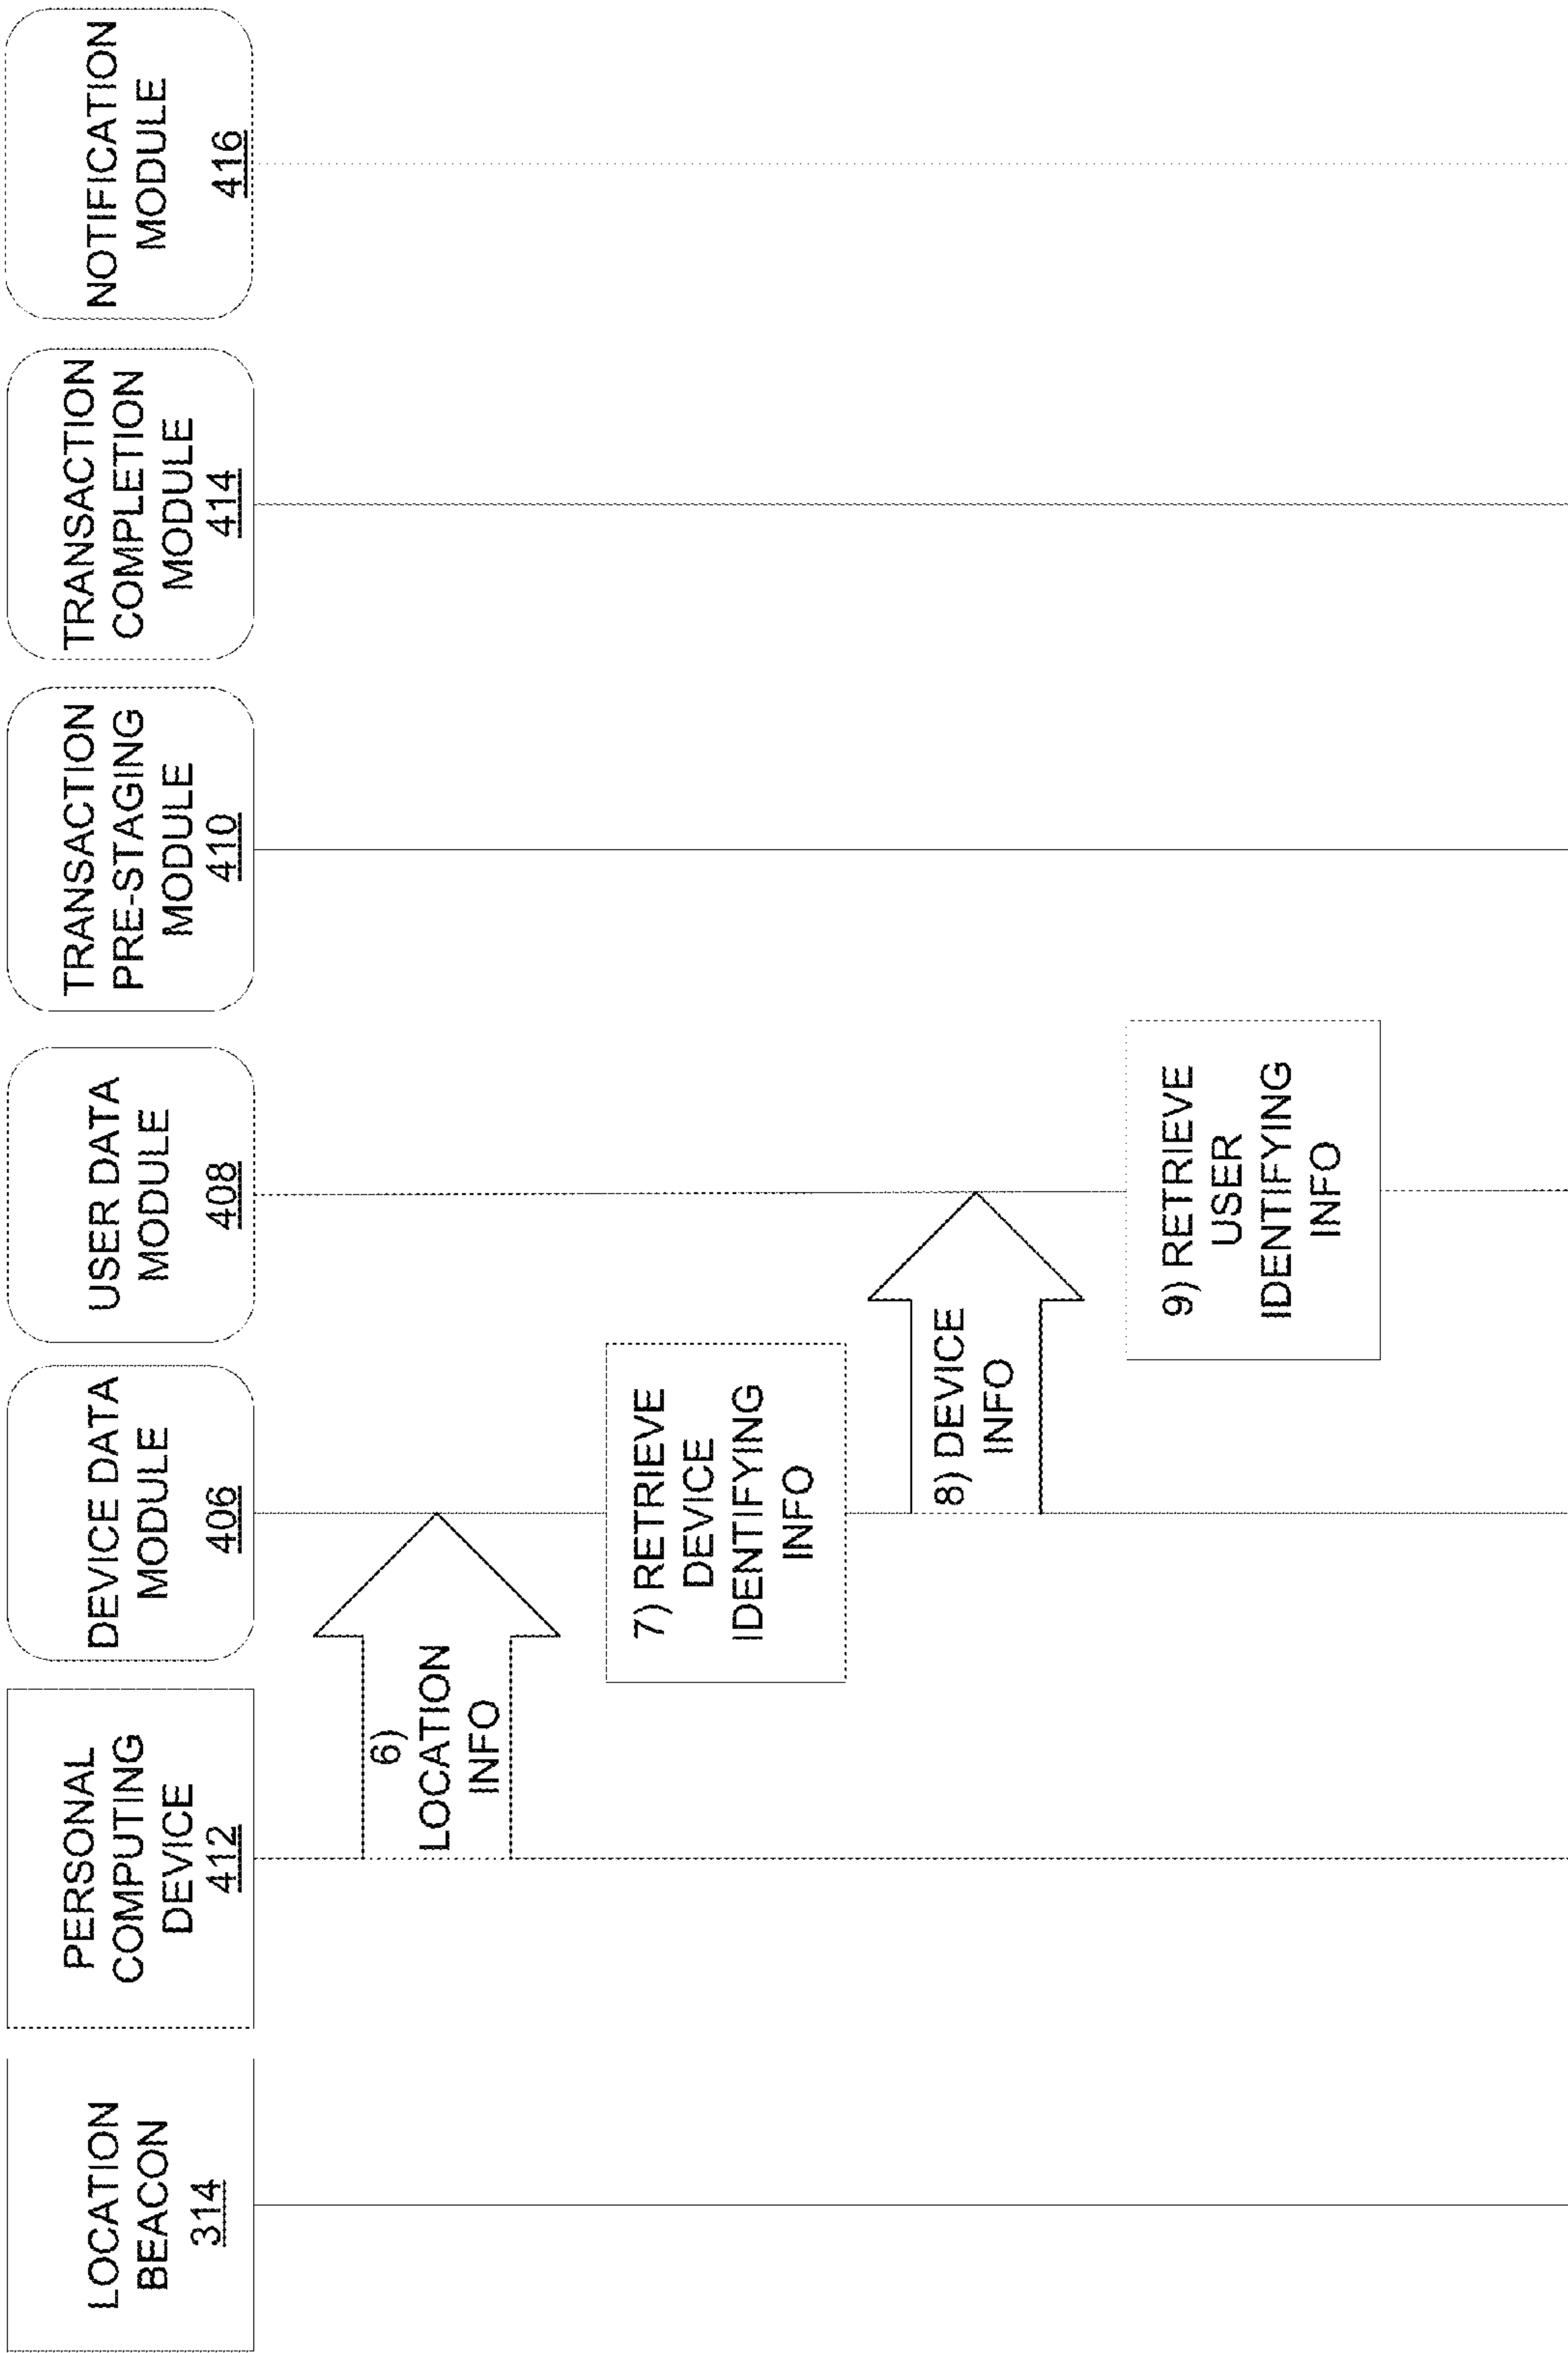 LOCATION
BEACON
314
PERSONAL
COMPUTING
DEVICE
412
DEVICE DATA
MODULE
406
USER DATA
MODULE
408
TRANSACTION
PRE-STAGING
MODULE
410
TRANSACTION
COMPLETION
MODULE
414
NOTIFICATION
MODULE
416
6)
LOCATION
INFO
7) RETRIEVE
DEVICE
IDENTIFYING
INFO
8) DEVICE
INFO
9) RETRIEVE
USER
IDENTIFYING
INFO